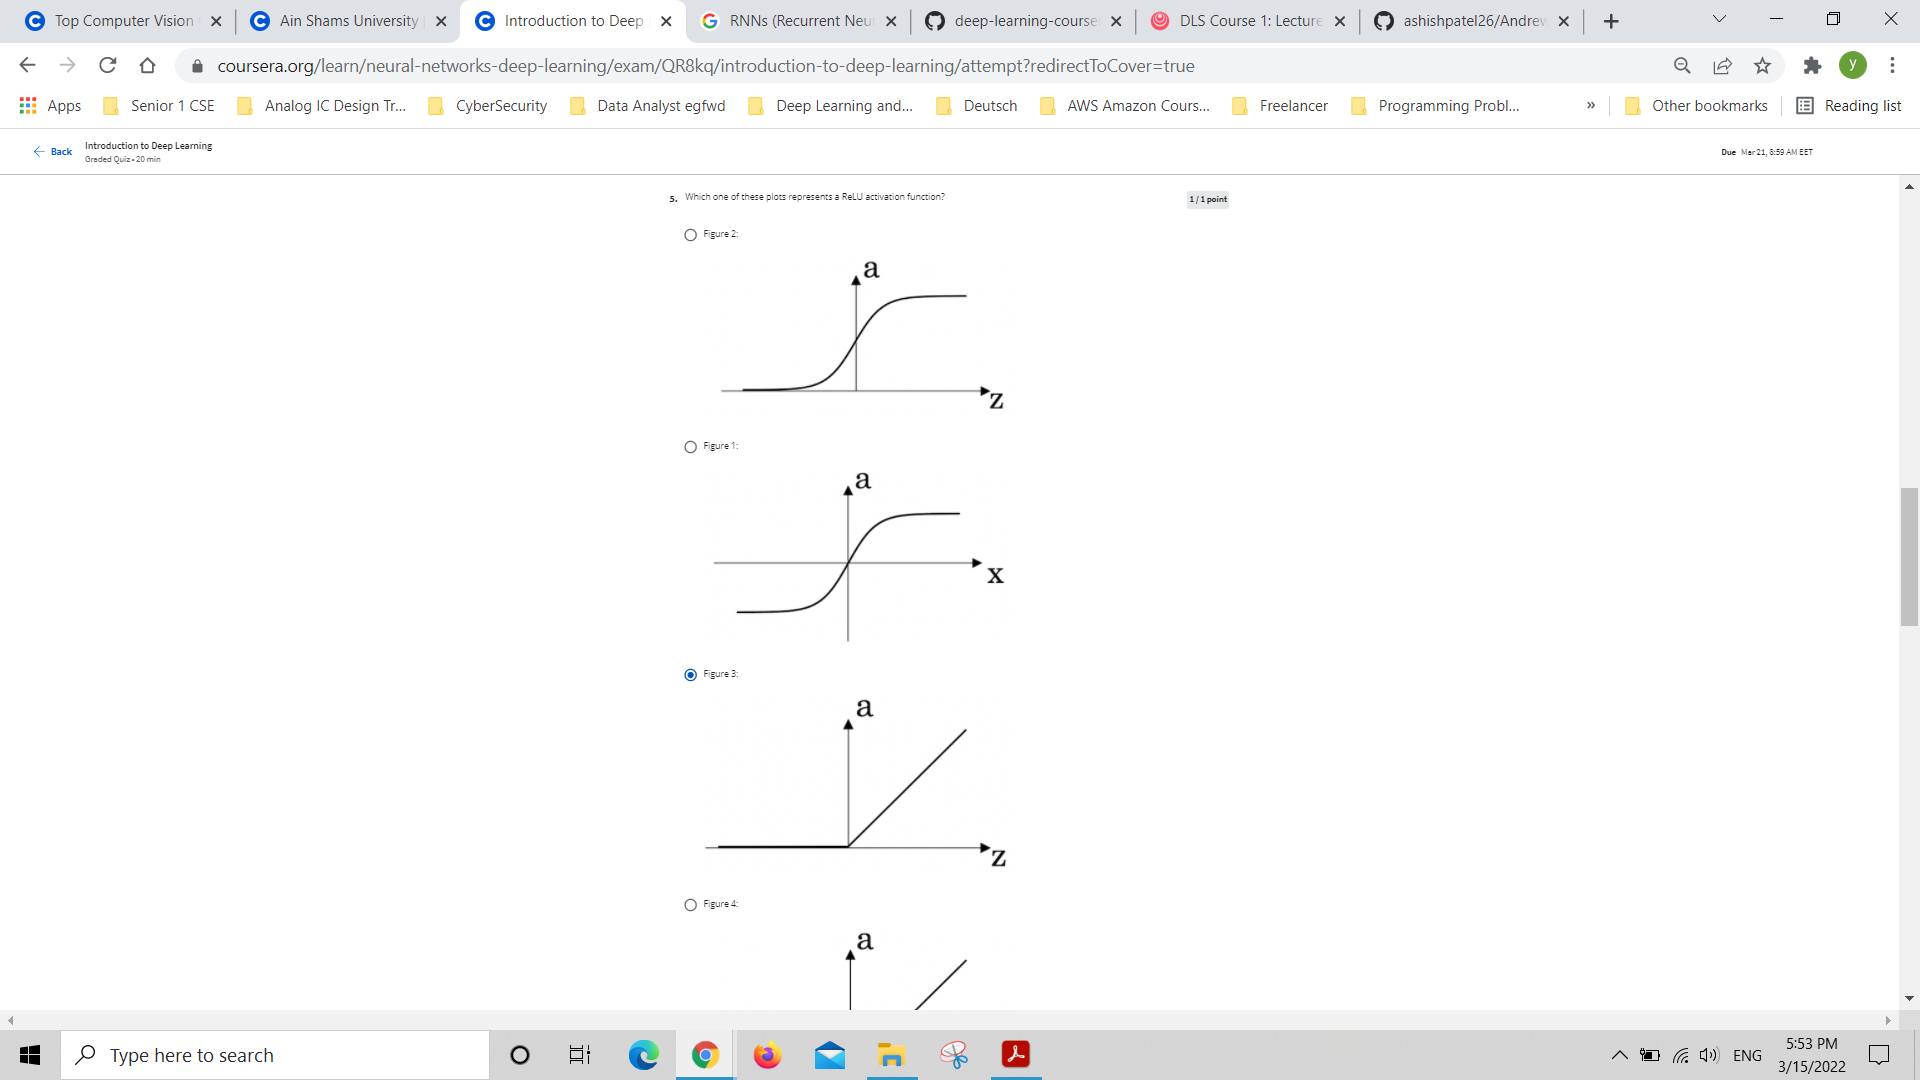 Top Computer Vision
Ain Shams University
Introduction to Deep
RNNs (Recurrent Neu
deep-learning-course
DLS Course 1: Lecture
ashishpatel26/Andrew
coursera.org/learn/neural-networks-deep-learning/exam/QR8kq/introduction-to-deep-learning/attempt?redirectToCover=true
y
Apps
Senior 1 CSE
Analog IC Design Tr...
CyberSecurity
Data Analyst egfwd
Deep Learning and...
Deutsch
AWS Amazon Cours...
Freelancer
Programming Probl...
»
Other bookmarks
Reading list
Back
Introduction to Deep Learning
Graded Quiz • 20 min
Due Mar 21, 8:59 AM EET
5. Which one of these plots represents a ReLU activation function?
1 / 1 point
Figure 2:
a
z
Figure 1:
a
x
Figure 3:
a
z
Figure 4:
a
Type here to search
ENG
5:53 PM
3/15/2022